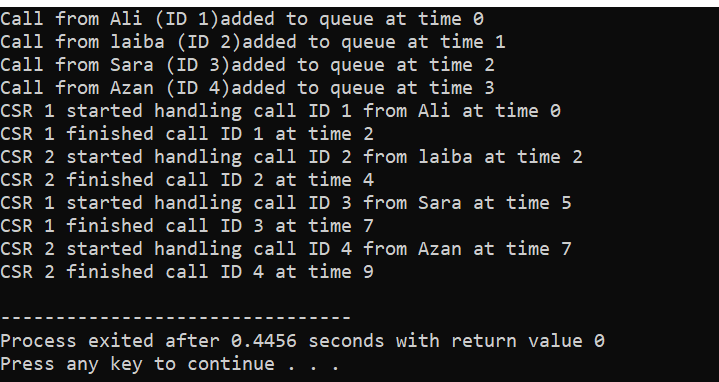 Call from Ali (ID 1)added to queue at time 0
Call from laiba (ID 2)added to queue at time 1
Call from Sara (ID 3)added to queue at time 2
Call from Azan (ID 4)added to queue at time 3
CSR 1 started handling call ID 1 from Ali at time 0
CSR 1 finished call ID 1 at time 2
CSR 2 started handling call ID 2 from laiba at time 2
CSR 2 finished call ID 2 at time 4
CSR 1 started handling call ID 3 from Sara at time 5
CSR 1 finished call ID 3 at time 7
CSR 2 started handling call ID 4 from Azan at time 7
CSR 2 finished call ID 4 at time 9
--------------------------------
Process exited after 0.4456 seconds with return value 0
Press any key to continue . . .